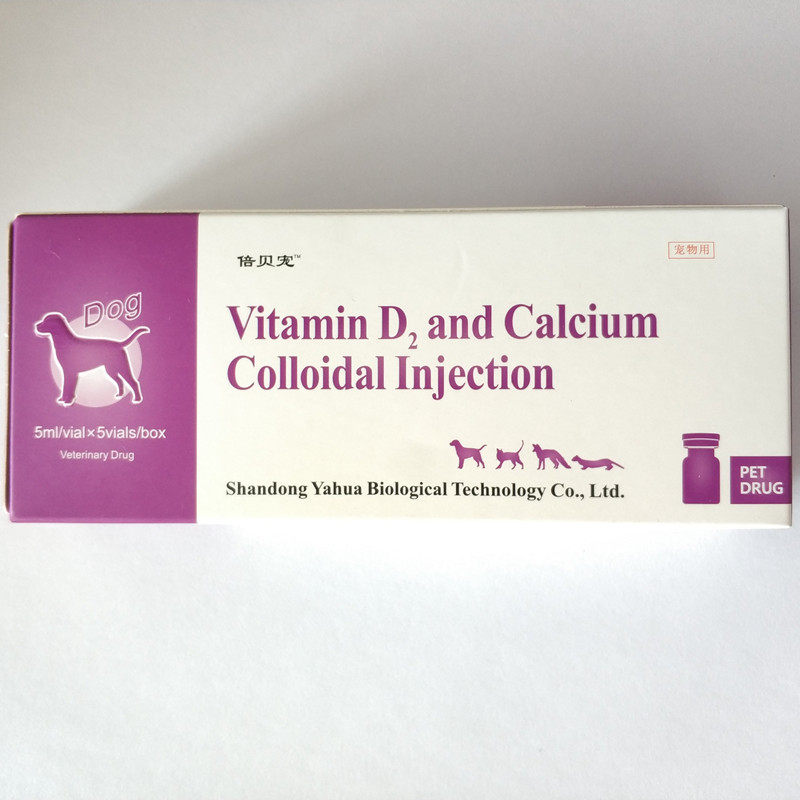 Dog
5ml/vial×5vials/box
Veterinary Drug
倍贝宠™
宠物用
Vitamin D₂ and Calcium
Colloidal Injection
Shandong Yahua Biological Technology Co., Ltd.
PET
DRUG